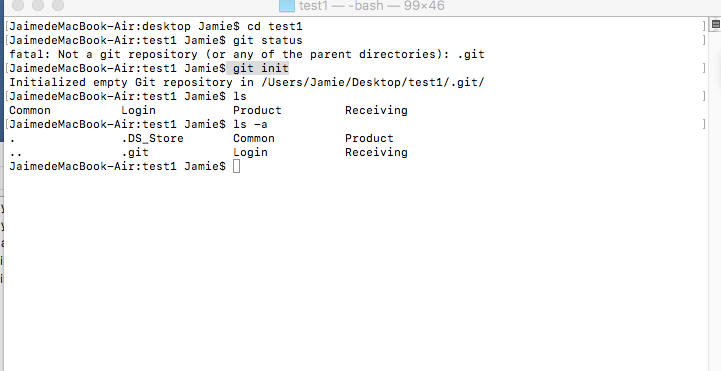 test1 — -bash — 99×46
[JaimedeMacBook-Air:desktop Jamie$ cd test1 ]
[JaimedeMacBook-Air:test1 Jamie$ git status ]
fatal: Not a git repository (or any of the parent directories): .git
[JaimedeMacBook-Air:test1 Jamie$ git init ]
Initialized empty Git repository in /Users/Jamie/Desktop/test1/.git/
[JaimedeMacBook-Air:test1 Jamie$ ls ]
Common Login Product Receiving
[JaimedeMacBook-Air:test1 Jamie$ ls -a ]
. .DS_Store Common Product
.. .git Login Receiving
JaimedeMacBook-Air:test1 Jamie$